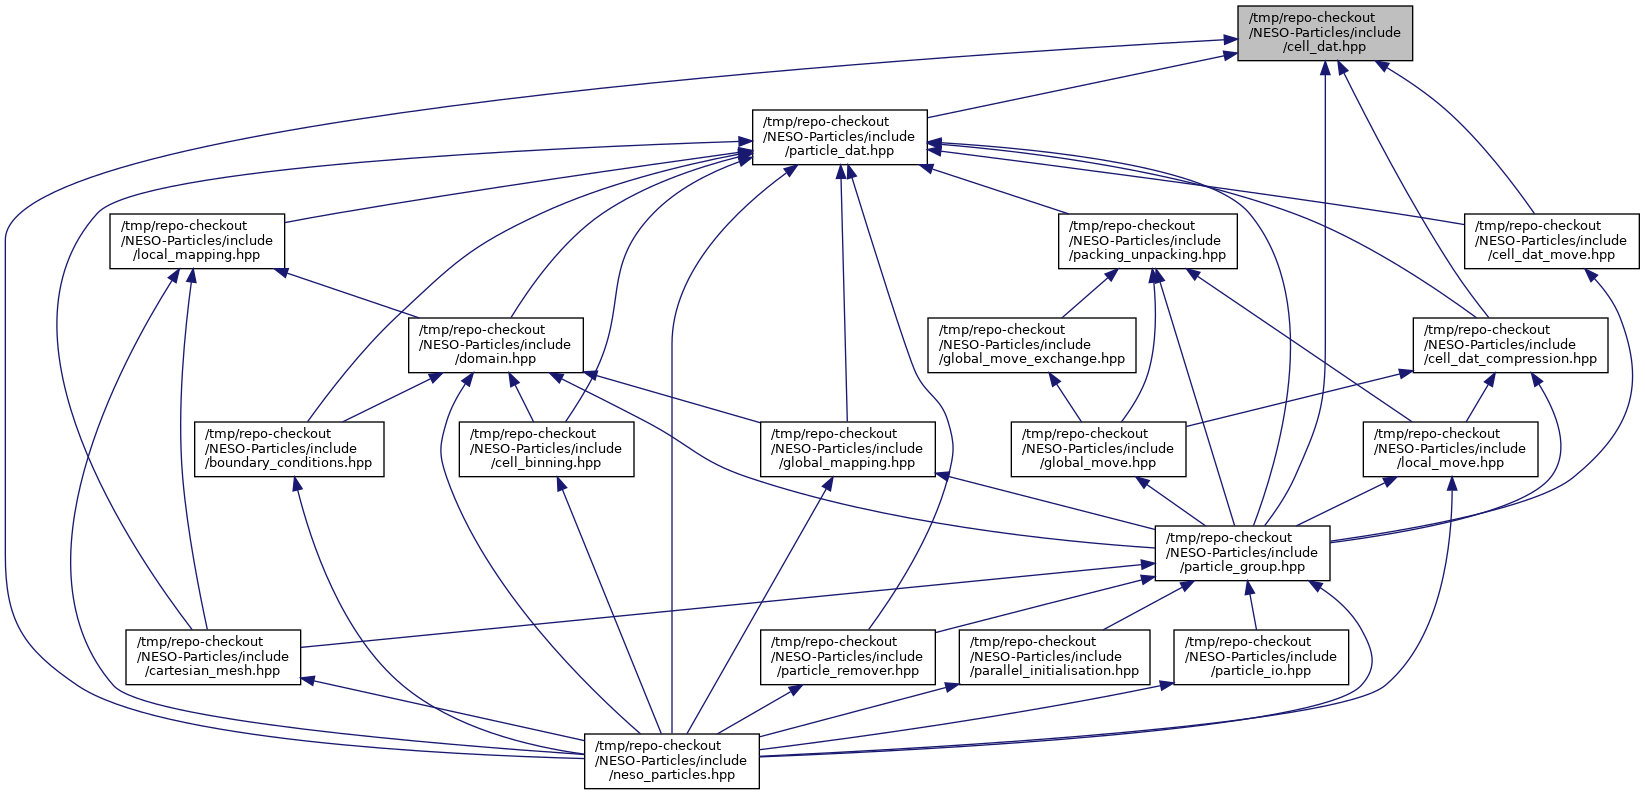 /tmp/repo-checkout
/NESO-Particles/include
/cell_dat.hpp
/tmp/repo-checkout
/NESO-Particles/include
/particle_dat.hpp
/tmp/repo-checkout
/NESO-Particles/include
/local_mapping.hpp
/tmp/repo-checkout
/NESO-Particles/include
/packing_unpacking.hpp
/tmp/repo-checkout
/NESO-Particles/include
/cell_dat_move.hpp
/tmp/repo-checkout
/NESO-Particles/include
/domain.hpp
/tmp/repo-checkout
/NESO-Particles/include
/global_move_exchange.hpp
/tmp/repo-checkout
/NESO-Particles/include
/cell_dat_compression.hpp
/tmp/repo-checkout
/NESO-Particles/include
/boundary_conditions.hpp
/tmp/repo-checkout
/NESO-Particles/include
/cell_binning.hpp
/tmp/repo-checkout
/NESO-Particles/include
/global_mapping.hpp
/tmp/repo-checkout
/NESO-Particles/include
/global_move.hpp
/tmp/repo-checkout
/NESO-Particles/include
/local_move.hpp
/tmp/repo-checkout
/NESO-Particles/include
/particle_group.hpp
/tmp/repo-checkout
/NESO-Particles/include
/cartesian_mesh.hpp
/tmp/repo-checkout
/NESO-Particles/include
/particle_remover.hpp
/tmp/repo-checkout
/NESO-Particles/include
/parallel_initialisation.hpp
/tmp/repo-checkout
/NESO-Particles/include
/particle_io.hpp
/tmp/repo-checkout
/NESO-Particles/include
/neso_particles.hpp